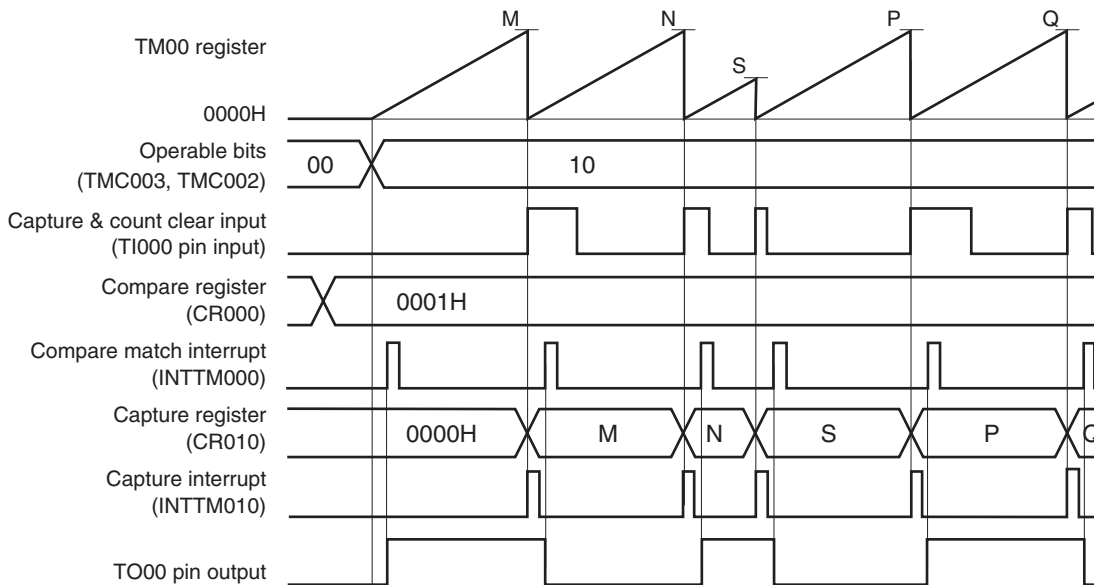 M N P Q
TM00 register
S
0000H
Operable bits
(TMC003, TMC002)
00 10
Capture & count clear input
(TI000 pin input)
Compare register
(CR000)
0001H
Compare match interrupt
(INTTM000)
Capture register
(CR010)
0000H M N S P Q
Capture interrupt
(INTTM010)
TO00 pin output